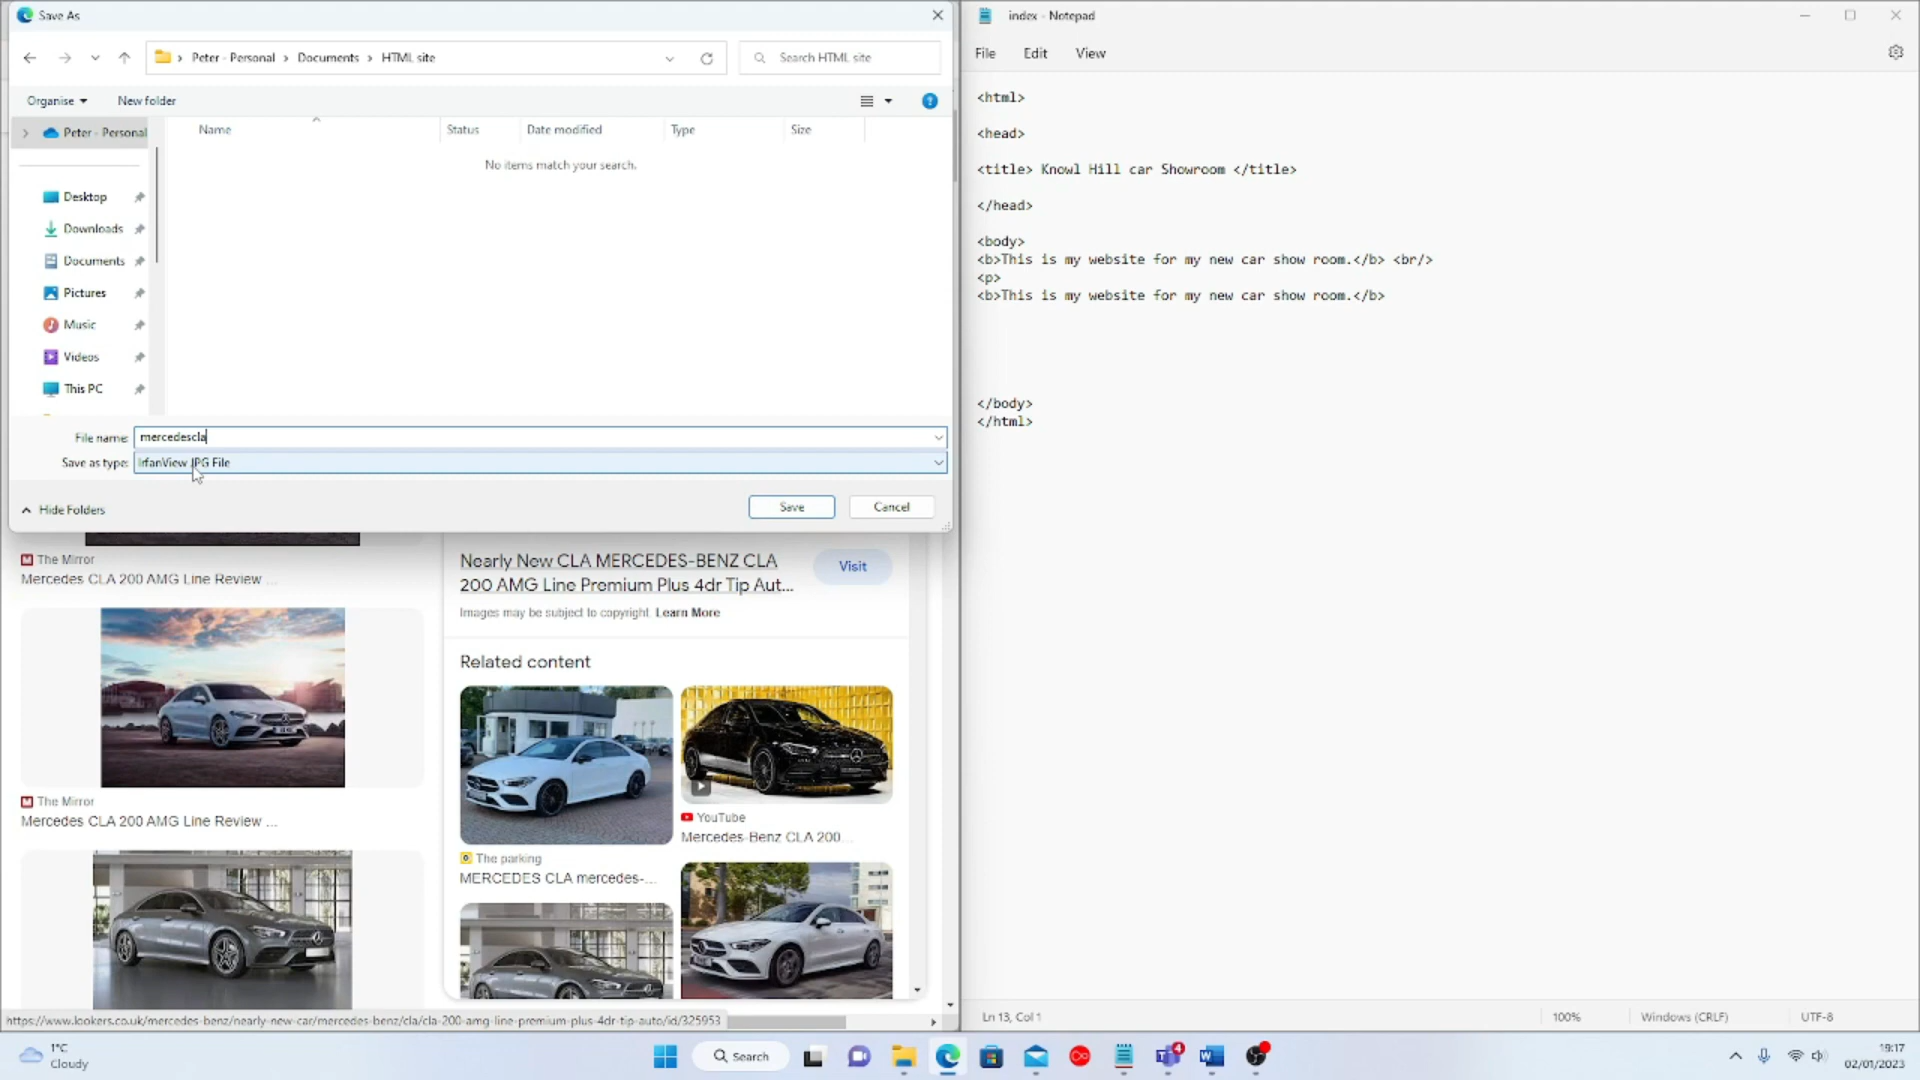 Save As
Peter - Personal > Documents > HTML site
Search HTML site
Organise
New folder
?
Peter - Personal
Desktop
Downloads
Documents
Pictures
Music
Videos
This PC
Name
Status
Date modified
Type
Size
No items match your search.
File name: mercedescla
Save as type: IrfanView JPG File
Hide Folders
Save
Cancel
The Mirror
Mercedes CLA 200 AMG Line Review ...
The Mirror
Mercedes CLA 200 AMG Line Review ...
Nearly New CLA MERCEDES-BENZ CLA
200 AMG Line Premium Plus 4dr Tip Aut...
Visit
Images may be subject to copyright. Learn More
Related content
YouTube
Mercedes-Benz CLA 200...
The parking
MERCEDES CLA mercedes-...
https://www.lookers.co.uk/mercedes-benz/nearly-new-car/mercedes-benz/cla/cla-200-amg-line-premium-plus-4dr-tip-auto/id/325953
index - Notepad
File
Edit
View
<html>
<head>
<title> Knowl Hill car Showroom </title>
</head>
<body>
<b>This is my website for my new car show room.</b> <br/>
<p>
<b>This is my website for my new car show room.</b>
</body>
</html>
Ln 13, Col 1
100%
Windows (CRLF)
UTF-8
1°C
Cloudy
Search
4
19:17
02/01/2023